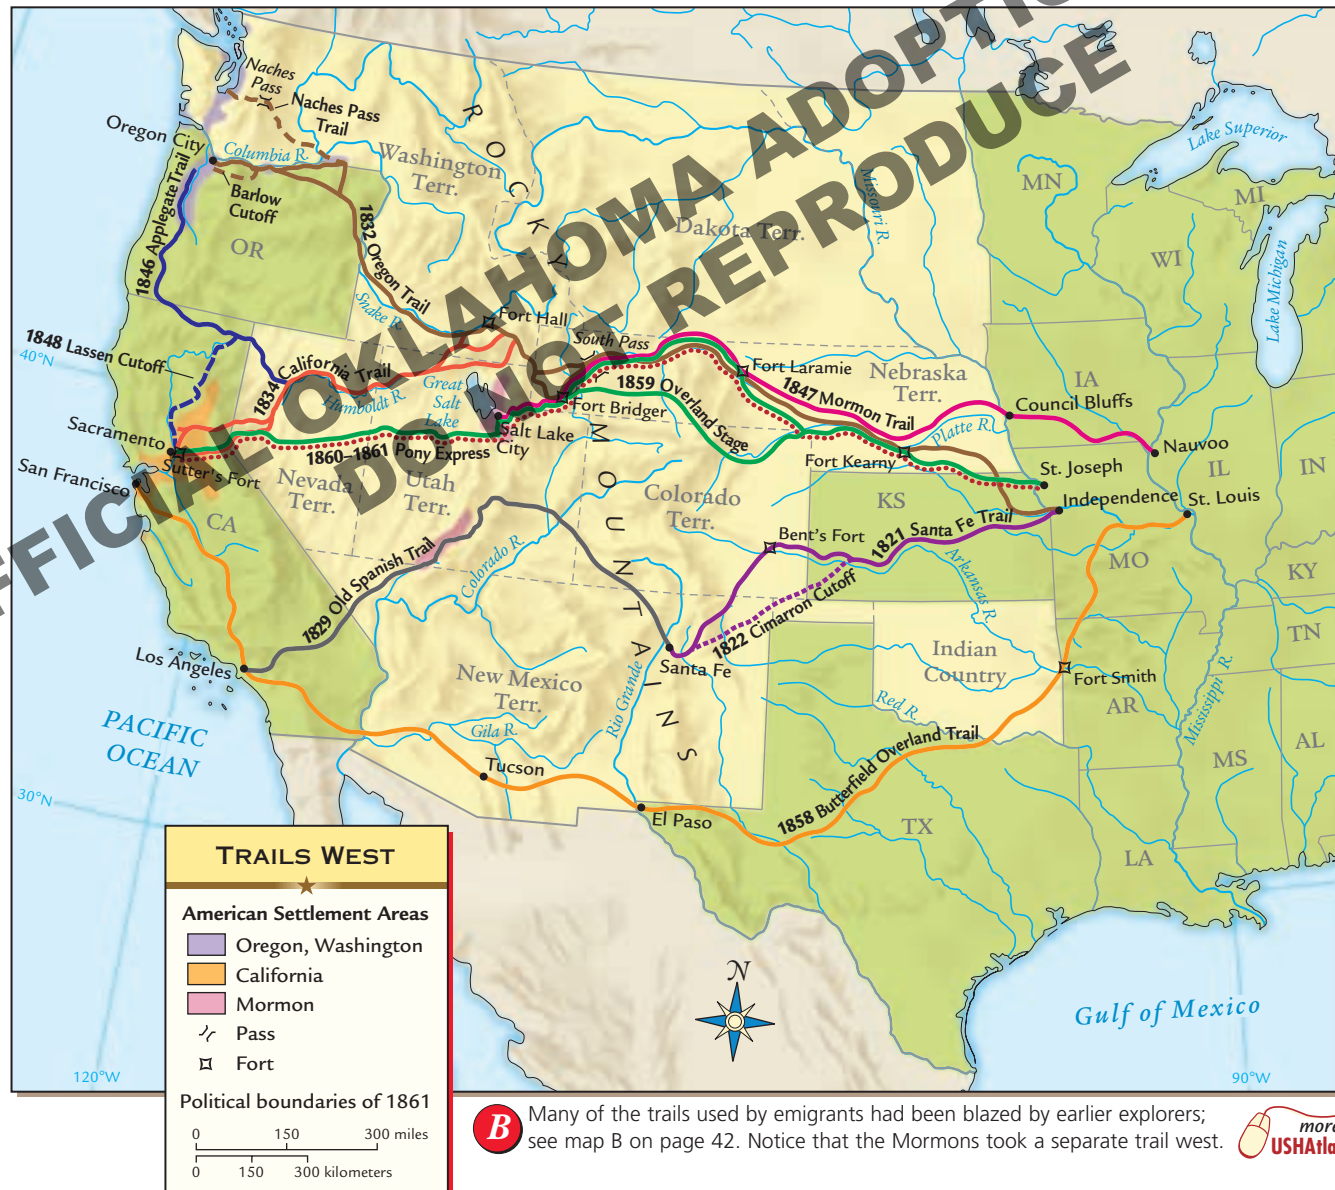 OFFICIAL OKLAHOMA ADOPTIO
DO NOT REPRODUCE
Naches
Pass
Naches Pass
Trail
Oregon City
Columbia R.
Barlow
Cutoff
Washington
Terr.
ROCKY MOUNTAINS
Missouri R.
Dakota Terr.
MN
Lake Superior
MI
WI
Lake Michigan
OR
1846 Applegate Trail
1832 Oregon Trail
Snake R.
Fort Hall
South Pass
1848 Lassen Cutoff
40°N
1834 California Trail
Humboldt R.
Great
Salt
Lake
1859 Overland Stage
Fort Laramie
1847 Mormon Trail
Nebraska
Terr.
IA
Council Bluffs
Platte R.
Nauvoo
Fort Bridger
Salt Lake
City
Sacramento
Sutter's Fort
1860–1861 Pony Express
Fort Kearny
St. Joseph
IL
IN
San Francisco
Nevada
Terr.
Utah
Terr.
Colorado
Terr.
KS
Independence
St. Louis
CA
Bent's Fort
1821 Santa Fe Trail
MO
KY
1829 Old Spanish Trail
Colorado R.
Arkansas R.
1822 Cimarron Cutoff
TN
Los Angeles
Santa Fe
Indian
Country
Fort Smith
Mississippi R.
New Mexico
Terr.
Rio Grande
Red R.
AR
PACIFIC
OCEAN
Gila R.
MS
AL
Tucson
30°N
El Paso
1858 Butterfield Overland Trail
TX
LA
TRAILS WEST
American Settlement Areas
Oregon, Washington
California
Mormon
Pass
Fort
Political boundaries of 1861
0 150 300 miles
0 150 300 kilometers
N
Gulf of Mexico
120°W
90°W
B
Many of the trails used by emigrants had been blazed by earlier explorers;
see map B on page 42. Notice that the Mormons took a separate trail west.
more
USHAtla